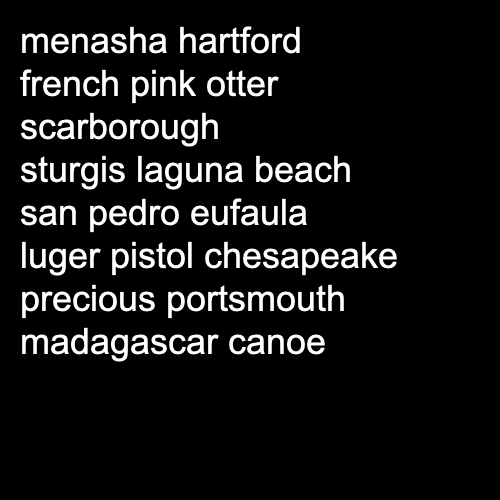 menasha hartford
french pink otter
scarborough
sturgis laguna beach
san pedro eufaula
luger pistol chesapeake
precious portsmouth
madagascar canoe